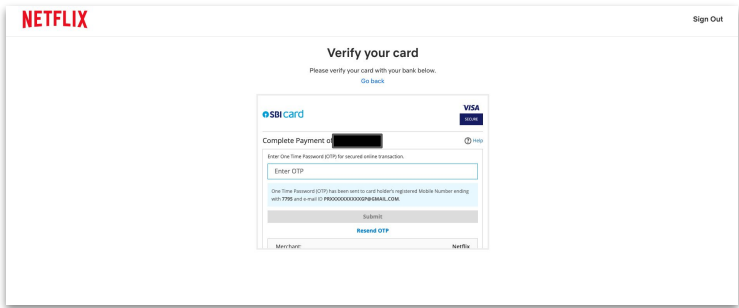 NETFLIX
Sign Out
Verify your card
Please verify your card with your bank below.
Go back
SBI card
VISA
SECURE
Complete Payment of
? Help
Enter One Time Password (OTP) for secured online transaction.
Enter OTP
One Time Password (OTP) has been sent to card holder's registered Mobile Number ending
with 7795 and e-mail ID PRXXXXXXXXXXGP@GMAIL.COM.
Submit
Resend OTP
Merchant: Netflix